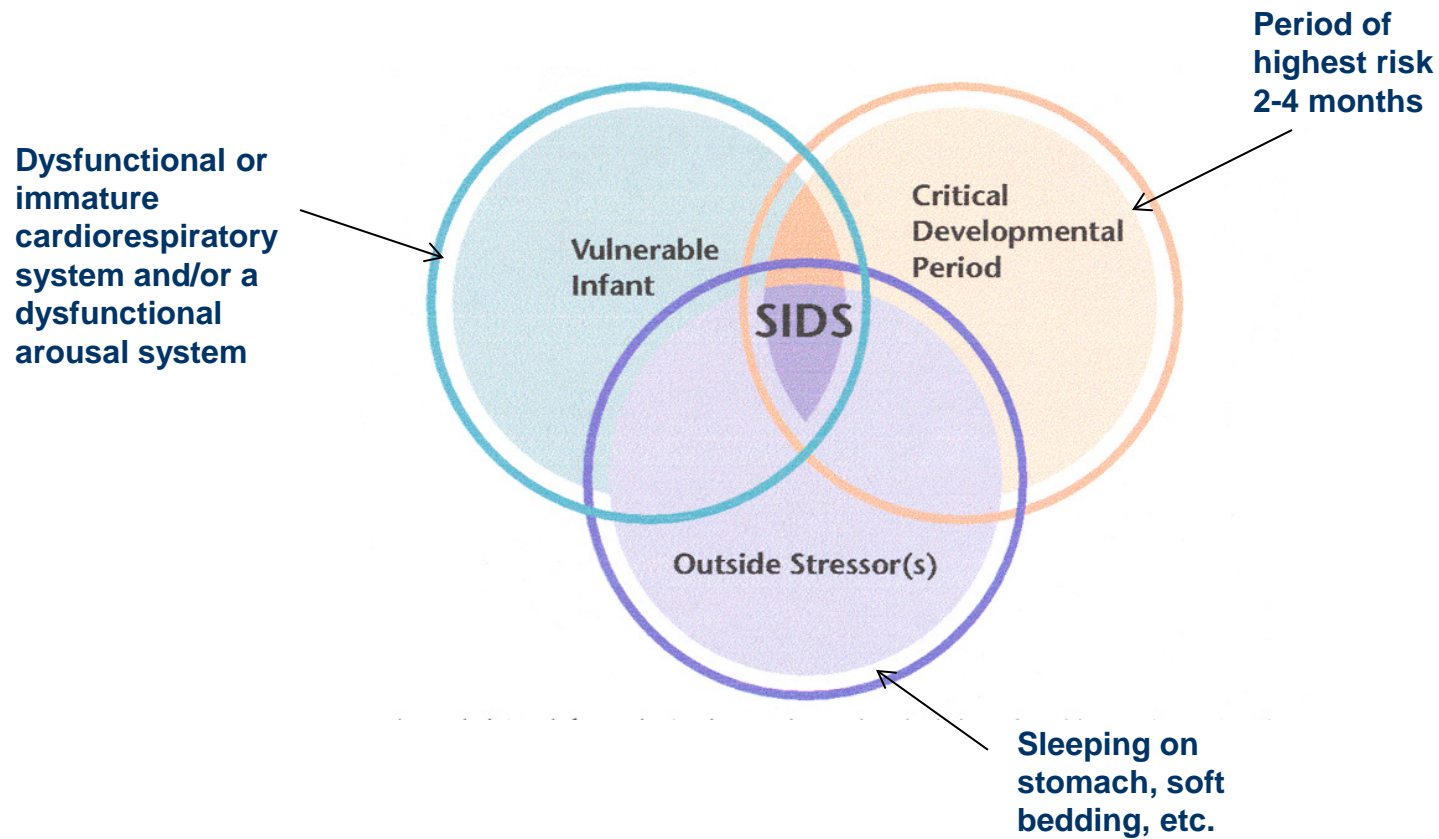 Period of
highest risk
2-4 months
Dysfunctional or
immature
cardiorespiratory
system and/or a
dysfunctional
arousal system
Vulnerable
Infant
Critical
Developmental
Period
SIDS
Outside Stressor(s)
Sleeping on
stomach, soft
bedding, etc.